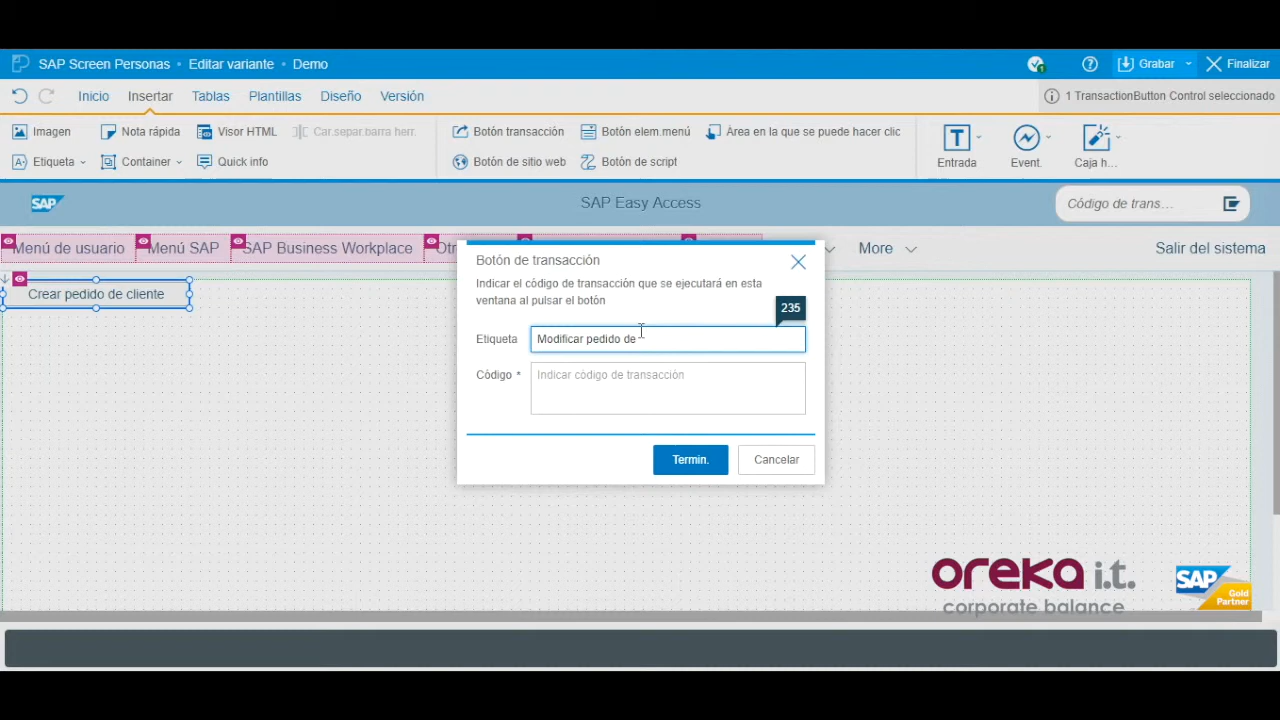 SAP Screen Personas • Editar variante • Demo
1
Grabar
Finalizar
Inicio
Insertar
Tablas
Plantillas
Diseño
Versión
1 TransactionButton Control seleccionado
Imagen
Nota rápida
Visor HTML
Car.separ.barra herr.
Botón transacción
Botón elem.menú
Área en la que se puede hacer clic
Etiqueta
Container
Quick info
Botón de sitio web
Botón de script
Entrada
Event.
Caja h...
SAP
SAP Easy Access
Código de trans...
Menú de usuario
Menú SAP
SAP Business Workplace
Otr
More
Salir del sistema
Crear pedido de cliente
Botón de transacción
Indicar el código de transacción que se ejecutará en esta
ventana al pulsar el botón
235
Etiqueta
Modificar pedido de
Código *
Indicar código de transacción
Termin.
Cancelar
oreka i.t.
corporate balance
SAP
Gold
Partner